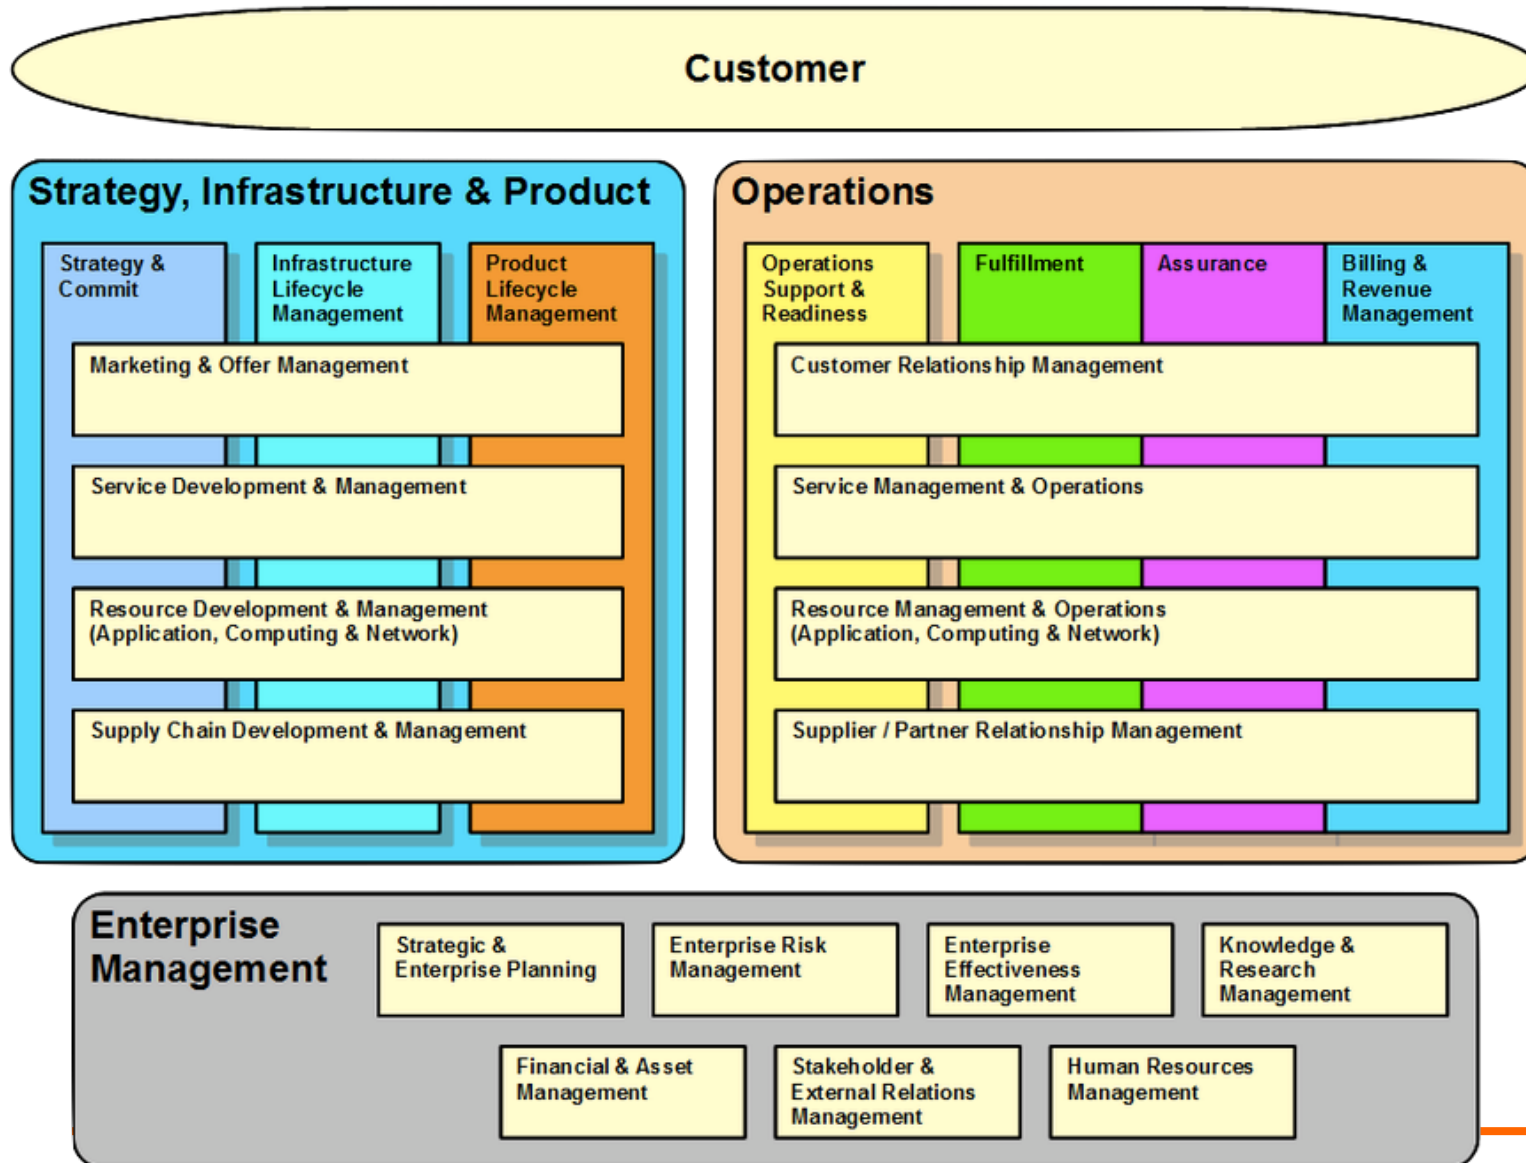 Customer
Strategy, Infrastructure & Product
Strategy &
Commit
Infrastructure
Lifecycle
Management
Product
Lifecycle
Management
Marketing & Offer Management
Service Development & Management
Resource Development & Management
(Application, Computing & Network)
Supply Chain Development & Management
Operations
Operations
Support &
Readiness
Fulfillment
Assurance
Billing &
Revenue
Management
Customer Relationship Management
Service Management & Operations
Resource Management & Operations
(Application, Computing & Network)
Supplier / Partner Relationship Management
Enterprise
Management
Strategic &
Enterprise Planning
Enterprise Risk
Management
Enterprise
Effectiveness
Management
Knowledge &
Research
Management
Financial & Asset
Management
Stakeholder &
External Relations
Management
Human Resources
Management